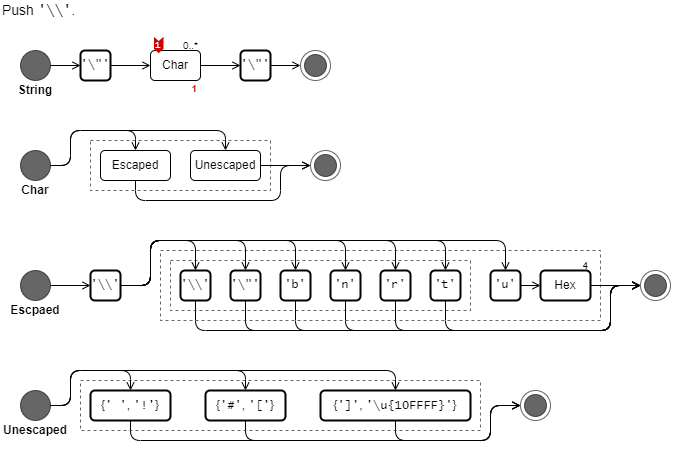 Push '\\'.
1 0..*
'\"' Char '\"'
String 1
Escaped Unescaped
Char
4
'\\' '\\' '\"' 'b' 'n' 'r' 't' 'u' Hex
Escpaed
{' ','!'} {'#','['} {']','\u{10FFFF}'}
Unescaped